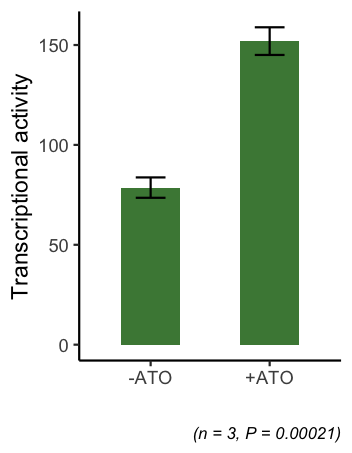 Transcriptional activity
150
100
50
0
-ATO +ATO
(n = 3, P = 0.00021)